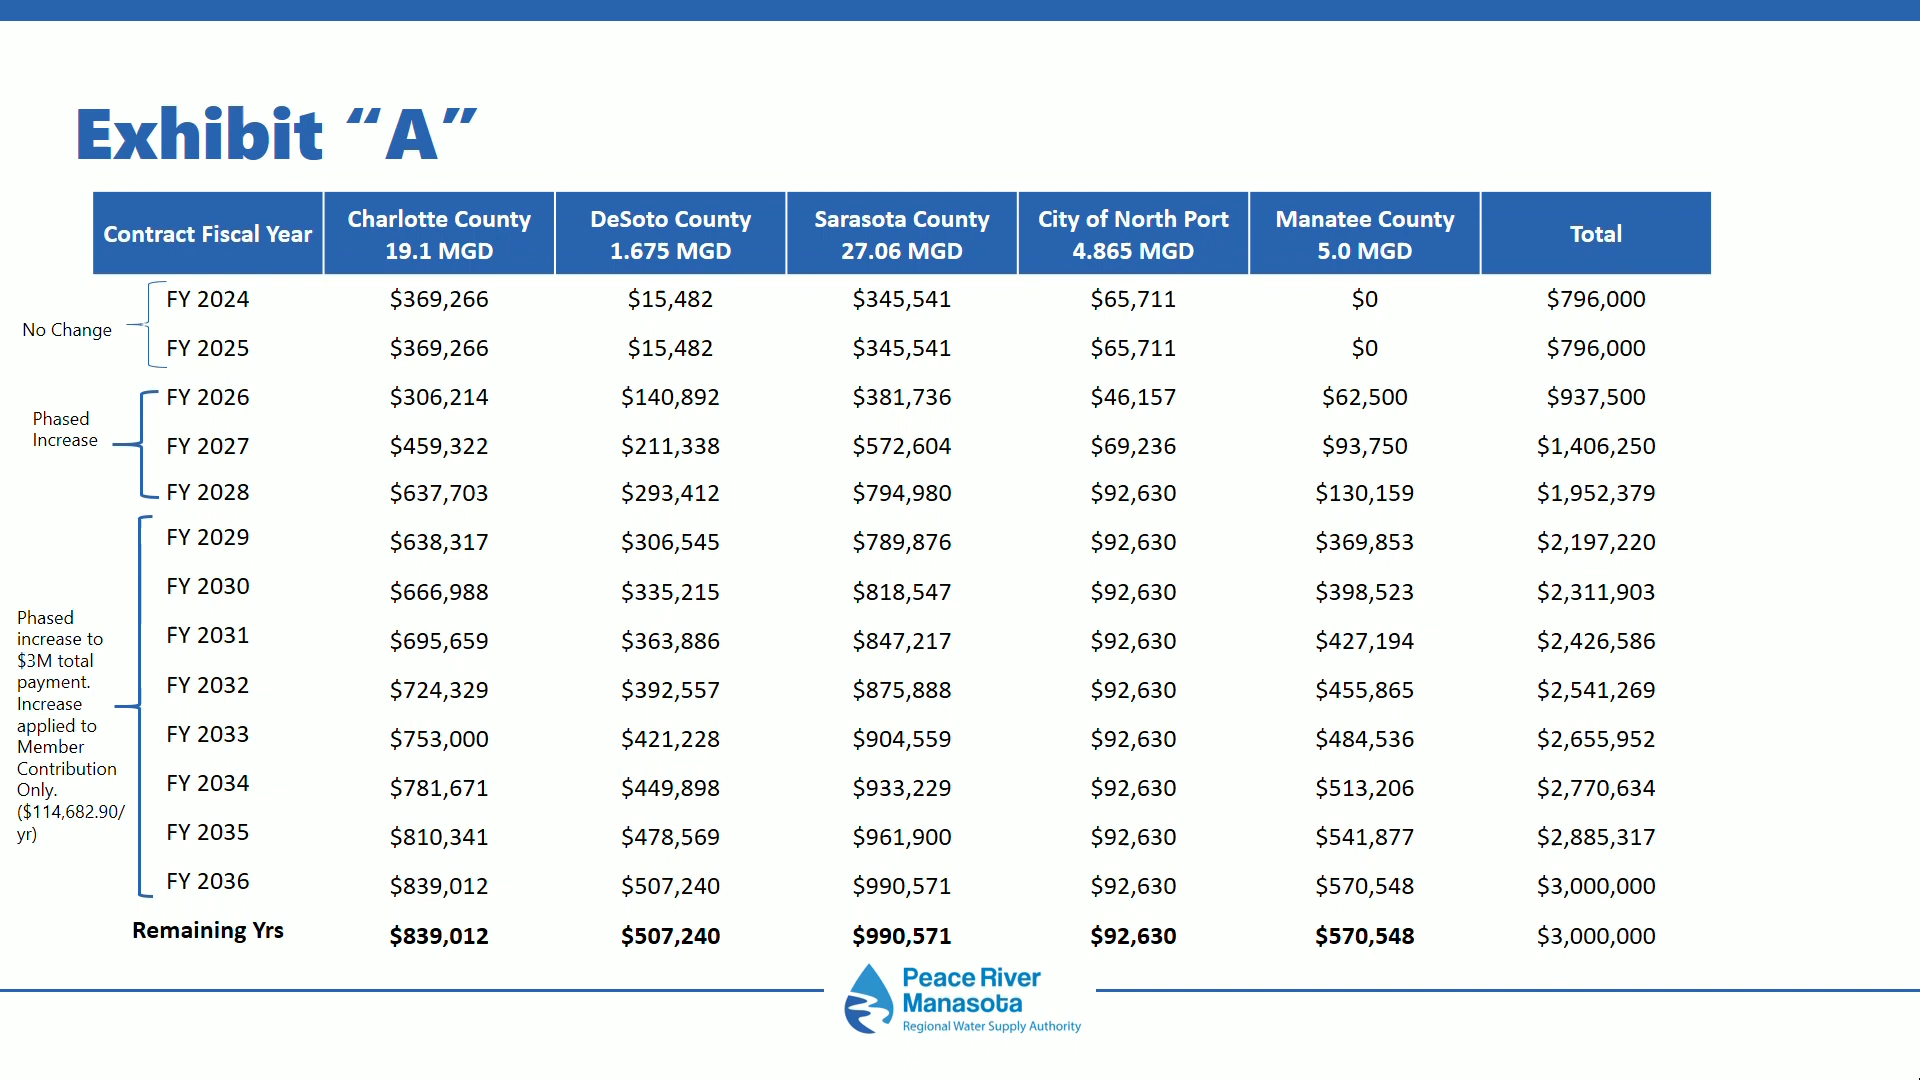 Exhibit “A”
Contract Fiscal Year Charlotte County 19.1 MGD DeSoto County 1.675 MGD Sarasota County 27.06 MGD City of North Port 4.865 MGD Manatee County 5.0 MGD Total
No Change
FY 2024 $369,266 $15,482 $345,541 $65,711 $0 $796,000
FY 2025 $369,266 $15,482 $345,541 $65,711 $0 $796,000
Phased
Increase
FY 2026 $306,214 $140,892 $381,736 $46,157 $62,500 $937,500
FY 2027 $459,322 $211,338 $572,604 $69,236 $93,750 $1,406,250
FY 2028 $637,703 $293,412 $794,980 $92,630 $130,159 $1,952,379
Phased
increase to
$3M total
payment.
Increase
applied to
Member
Contribution
Only.
($114,682.90/
yr)
FY 2029 $638,317 $306,545 $789,876 $92,630 $369,853 $2,197,220
FY 2030 $666,988 $335,215 $818,547 $92,630 $398,523 $2,311,903
FY 2031 $695,659 $363,886 $847,217 $92,630 $427,194 $2,426,586
FY 2032 $724,329 $392,557 $875,888 $92,630 $455,865 $2,541,269
FY 2033 $753,000 $421,228 $904,559 $92,630 $484,536 $2,655,952
FY 2034 $781,671 $449,898 $933,229 $92,630 $513,206 $2,770,634
FY 2035 $810,341 $478,569 $961,900 $92,630 $541,877 $2,885,317
FY 2036 $839,012 $507,240 $990,571 $92,630 $570,548 $3,000,000
Remaining Yrs $839,012 $507,240 $990,571 $92,630 $570,548 $3,000,000
Peace River
Manasota
Regional Water Supply Authority